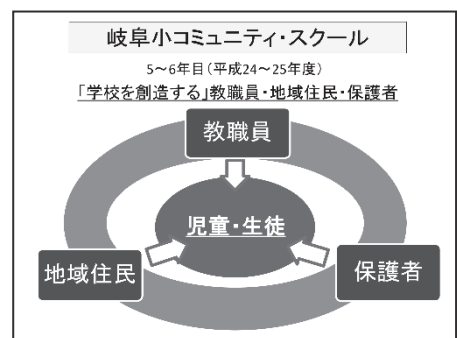 岐阜小コミュニティ・スクール
5～6年目（平成24～25年度）
「学校を創造する」教職員・地域住民・保護者
教職員
児童・生徒
地域住民
保護者